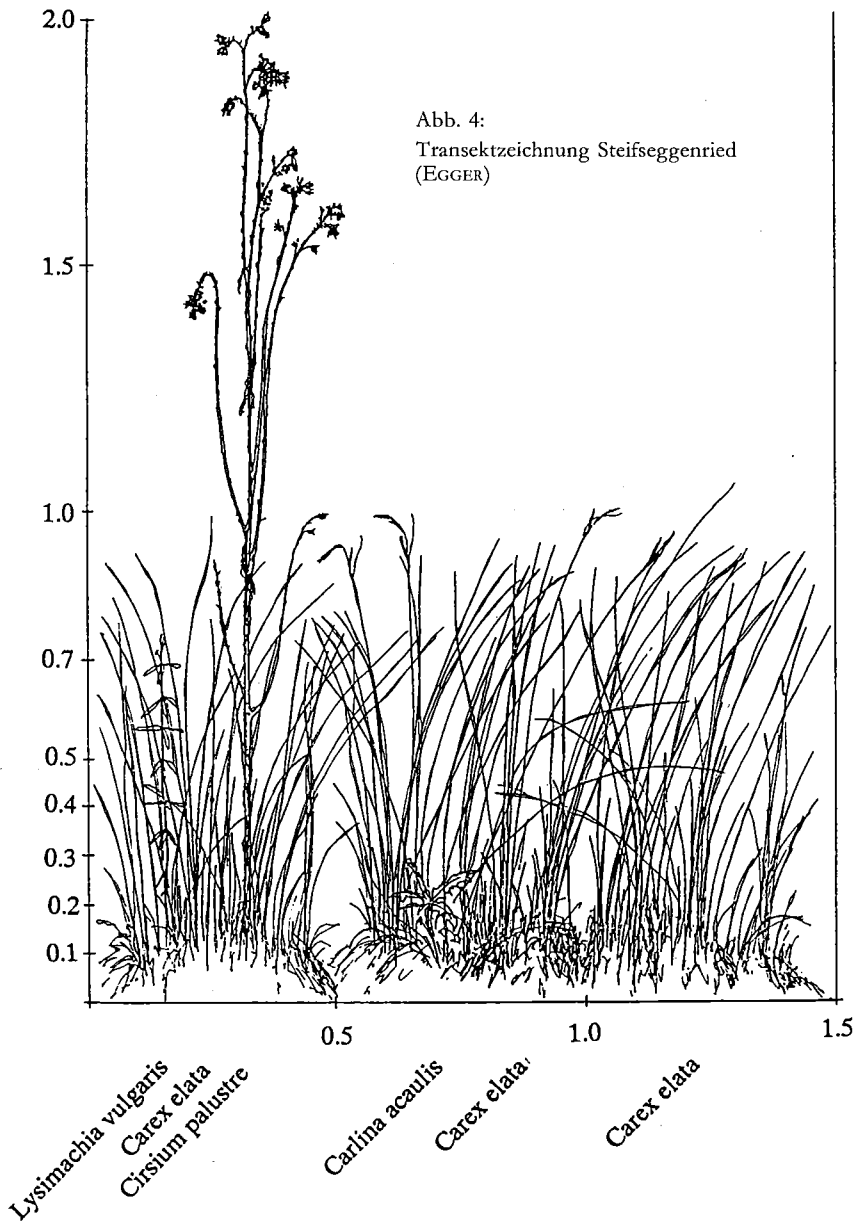 2.0
Abb. 4:
Transektzeichnung Steifseggenried
(EGGER)
1.5
1.0
0.7
0.5
0.4
0.3
0.2
0.1
0.5
1.0
1.5
Lysimachia vulgaris
Carex elata
Cirsium palustre
Carlina acaulis
Carex elata
Carex elata